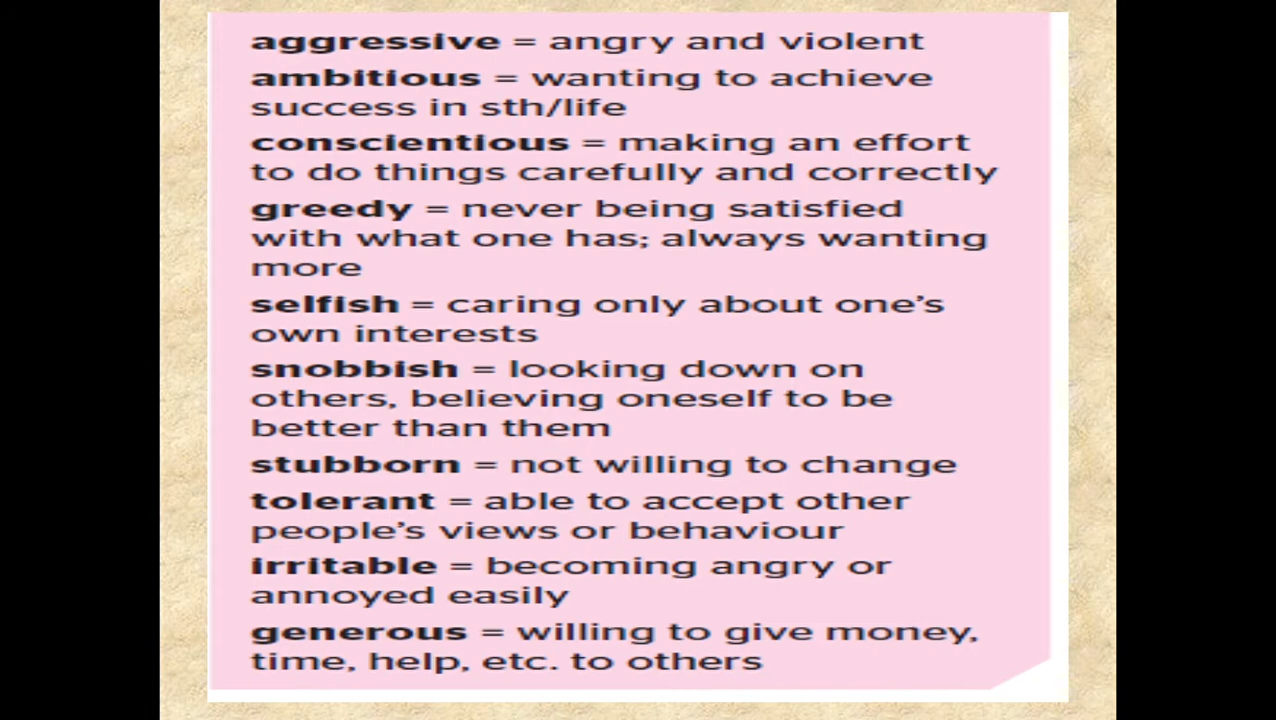 aggressive = angry and violent
ambitious = wanting to achieve
success in sth/life
conscientious = making an effort
to do things carefully and correctly
greedy = never being satisfied
with what one has; always wanting
more
selfish = caring only about one's
own interests
snobbish = looking down on
others, believing oneself to be
better than them
stubborn = not willing to change
tolerant = able to accept other
people's views or behaviour
irritable = becoming angry or
annoyed easily
generous = willing to give money,
time, help, etc. to others